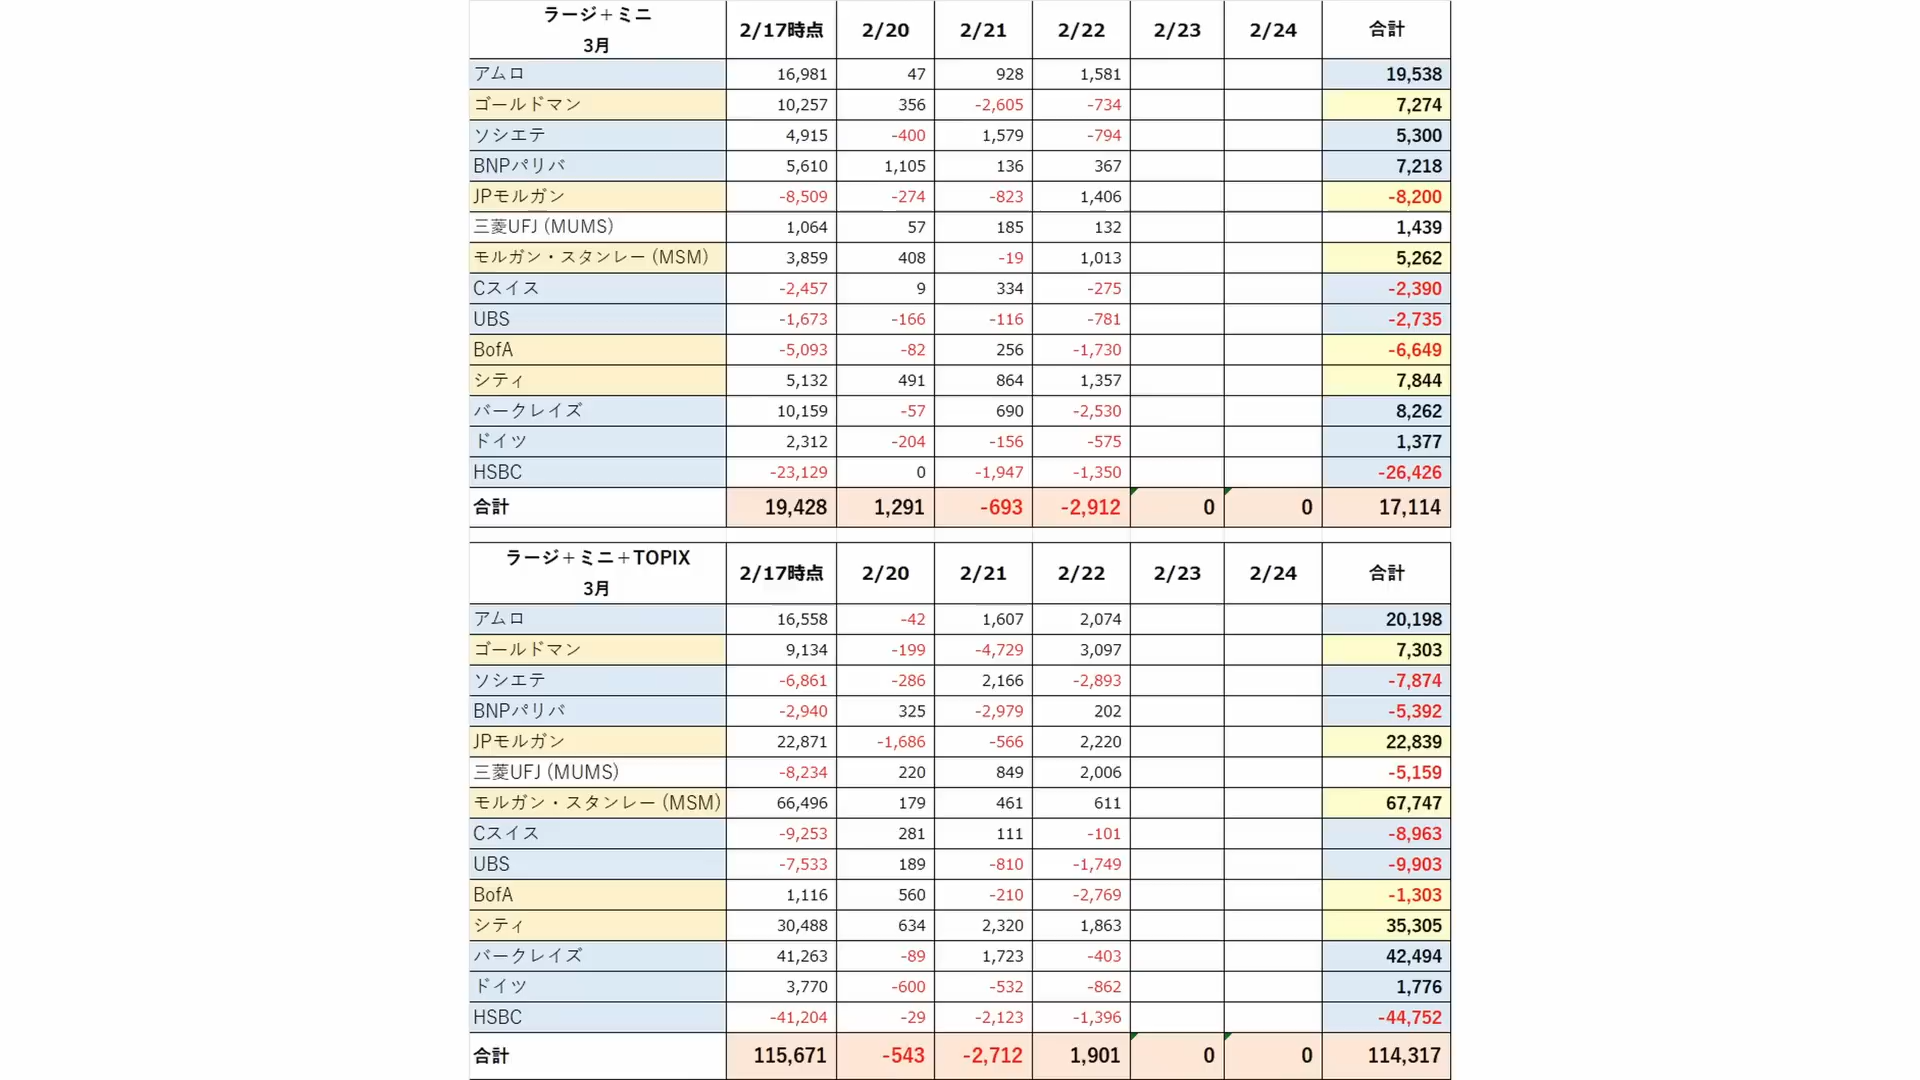 ラージ+ミニ
3月 2/17時点 2/20 2/21 2/22 2/23 2/24 合計
アムロ 16,981 47 928 1,581 19,538
ゴールドマン 10,257 356 -2,605 -734 7,274
ソシエテ 4,915 -400 1,579 -794 5,300
BNPパリバ 5,610 1,105 136 367 7,218
JPモルガン -8,509 -274 -823 1,406 -8,200
三菱UFJ (MUMS) 1,064 57 185 132 1,439
モルガン・スタンレー (MSM) 3,859 408 -19 1,013 5,262
Cスイス -2,457 9 334 -275 -2,390
UBS -1,673 -166 -116 -781 -2,735
BofA -5,093 -82 256 -1,730 -6,649
シティ 5,132 491 864 1,357 7,844
バークレイズ 10,159 -57 690 -2,530 8,262
ドイツ 2,312 -204 -156 -575 1,377
HSBC -23,129 0 -1,947 -1,350 -26,426
合計 19,428 1,291 -693 -2,912 0 0 17,114
ラージ+ミニ+TOPIX
3月 2/17時点 2/20 2/21 2/22 2/23 2/24 合計
アムロ 16,558 -42 1,607 2,074 20,198
ゴールドマン 9,134 -199 -4,729 3,097 7,303
ソシエテ -6,861 -286 2,166 -2,893 -7,874
BNPパリバ -2,940 325 -2,979 202 -5,392
JPモルガン 22,871 -1,686 -566 2,220 22,839
三菱UFJ (MUMS) -8,234 220 849 2,006 -5,159
モルガン・スタンレー (MSM) 66,496 179 461 611 67,747
Cスイス -9,253 281 111 -101 -8,963
UBS -7,533 189 -810 -1,749 -9,903
BofA 1,116 560 -210 -2,769 -1,303
シティ 30,488 634 2,320 1,863 35,305
バークレイズ 41,263 -89 1,723 -403 42,494
ドイツ 3,770 -600 -532 -862 1,776
HSBC -41,204 -29 -2,123 -1,396 -44,752
合計 115,671 -543 -2,712 1,901 0 0 114,317